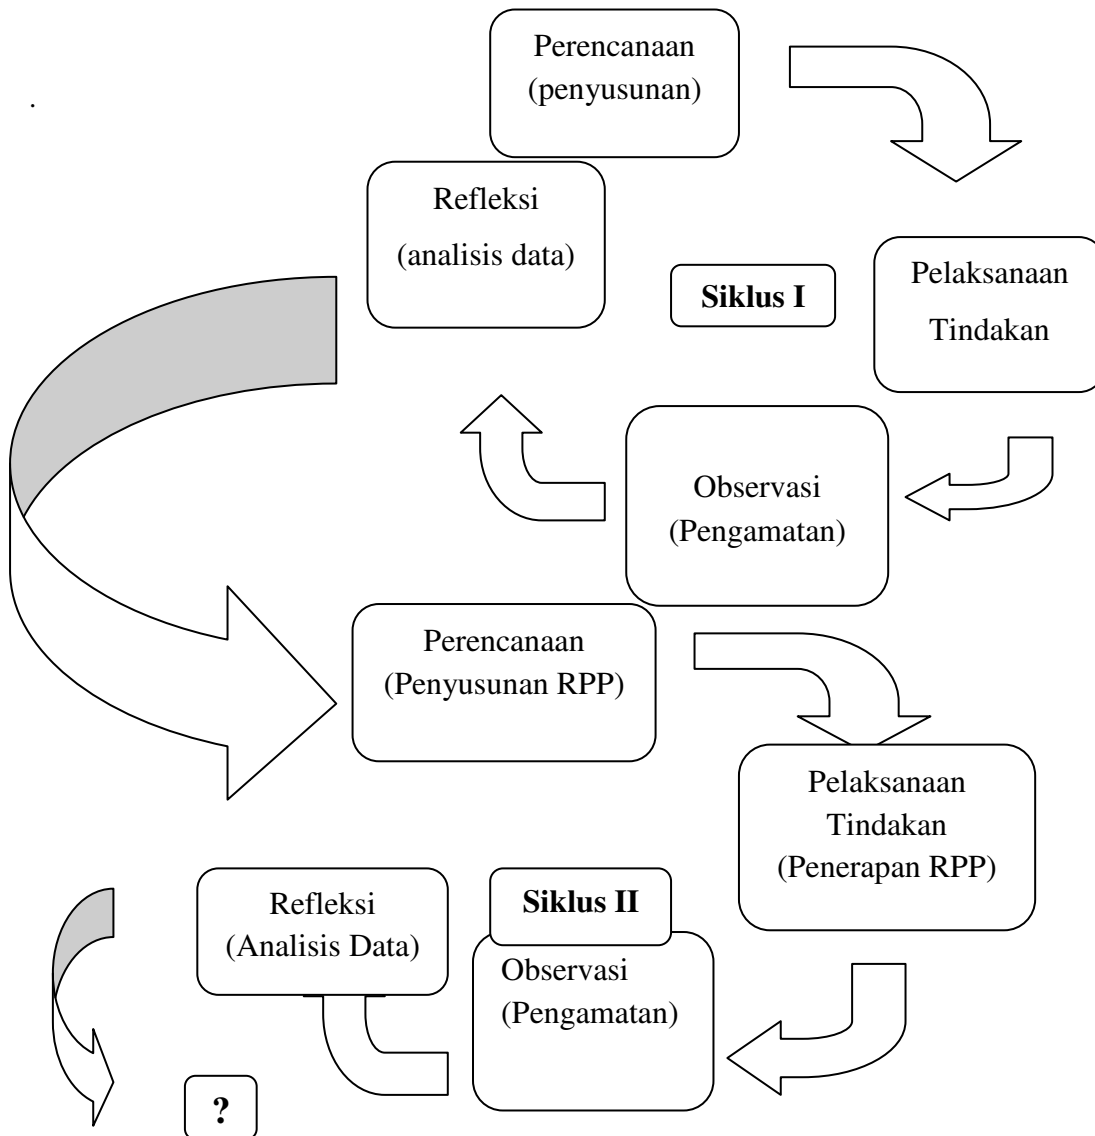 Perencanaan
(penyusunan)
.
Refleksi
(analisis data)
Siklus I
Pelaksanaan
Tindakan
Observasi
(Pengamatan)
Perencanaan
(Penyusunan RPP)
Pelaksanaan
Tindakan
(Penerapan RPP)
Refleksi
(Analisis Data)
Siklus II
Observasi
(Pengamatan)
?